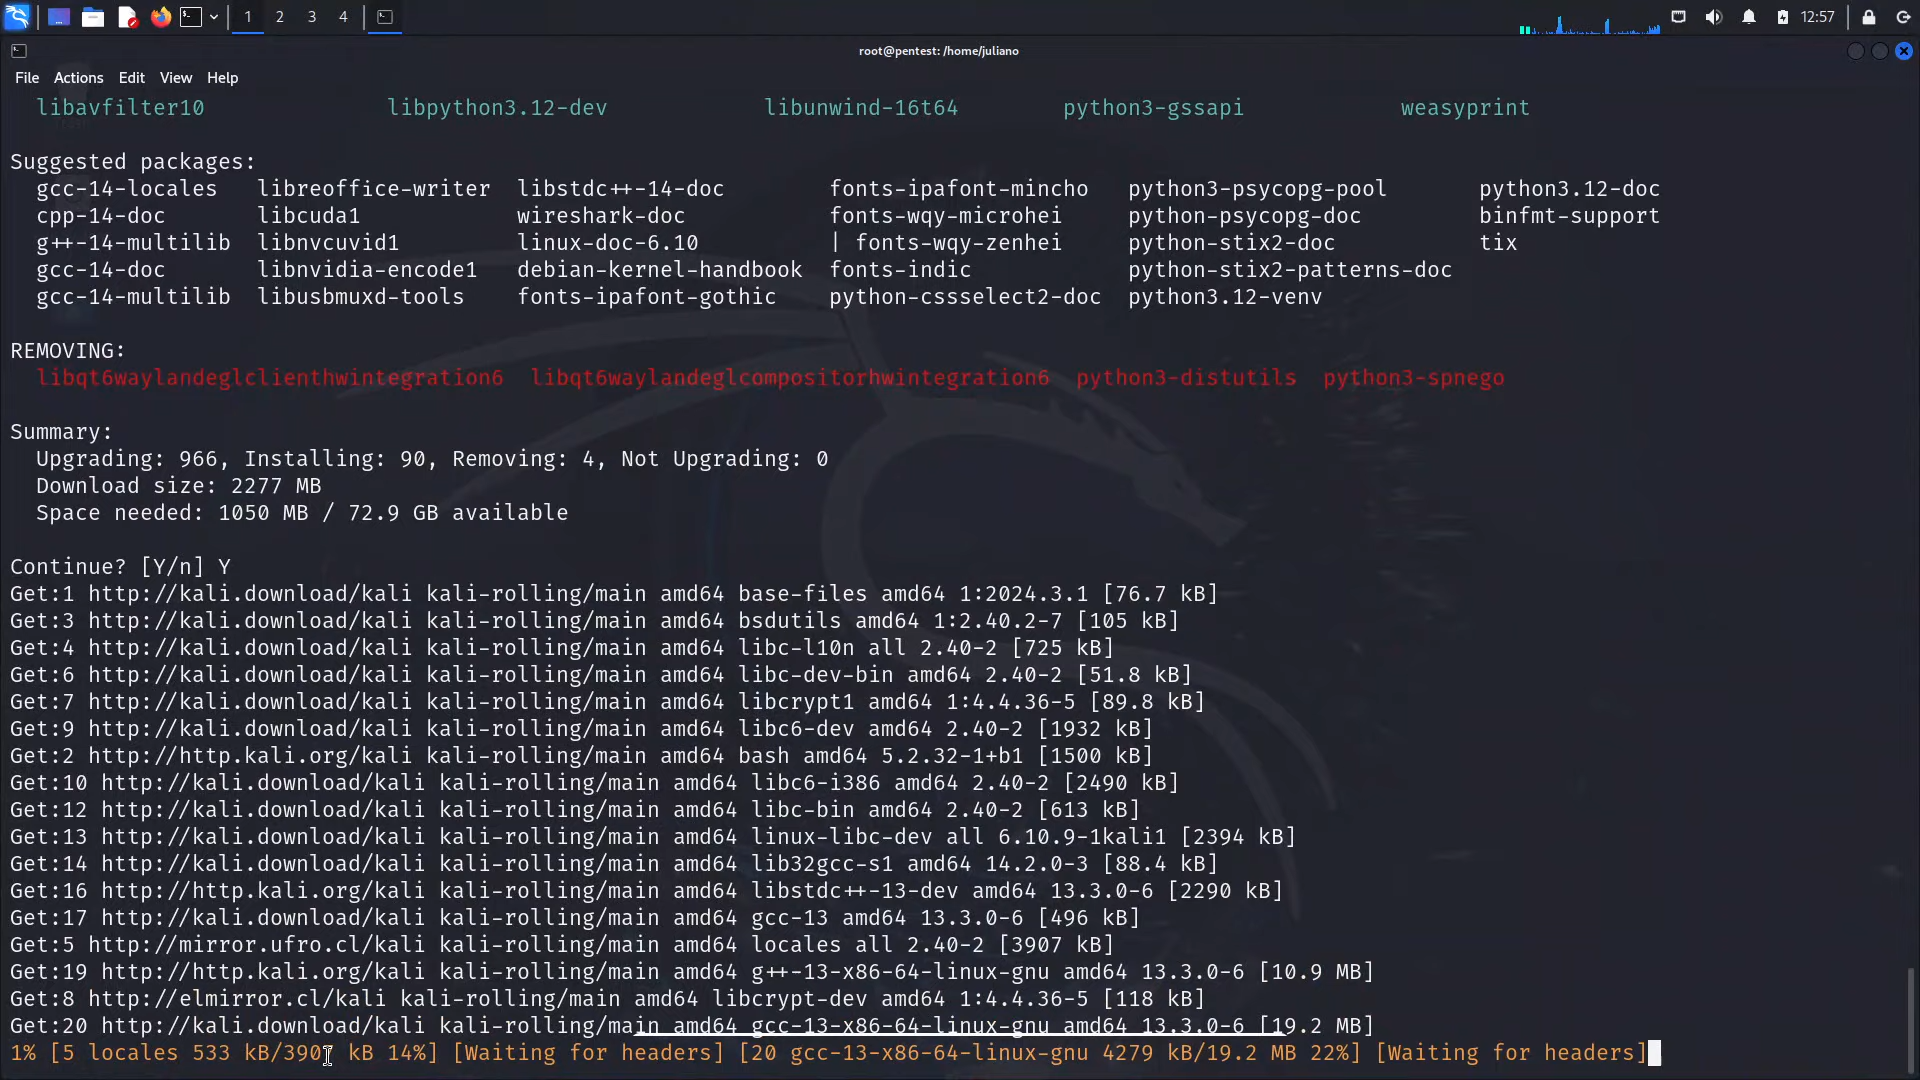 1 2 3 4 12:57
root@pentest: /home/juliano
File Actions Edit View Help
libavfilter10 libpython3.12-dev libunwind-16t64 python3-gssapi weasyprint
Suggested packages:
gcc-14-locales libreoffice-writer libstdc++-14-doc fonts-ipafont-mincho python3-psycopg-pool python3.12-doc
cpp-14-doc libcuda1 wireshark-doc fonts-wqy-microhei python-psycopg-doc binfmt-support
g++-14-multilib libnvcuvid1 linux-doc-6.10 | fonts-wqy-zenhei python-stix2-doc tix
gcc-14-doc libnvidia-encode1 debian-kernel-handbook fonts-indic python-stix2-patterns-doc
gcc-14-multilib libusbmuxd-tools fonts-ipafont-gothic python-cssselect2-doc python3.12-venv
REMOVING:
libqt6waylandeglclienthwintegration6 libqt6waylandeglcompositorhwintegration6 python3-distutils python3-spnego
Summary:
Upgrading: 966, Installing: 90, Removing: 4, Not Upgrading: 0
Download size: 2277 MB
Space needed: 1050 MB / 72.9 GB available
Continue? [Y/n] Y
Get:1 http://kali.download/kali kali-rolling/main amd64 base-files amd64 1:2024.3.1 [76.7 kB]
Get:3 http://kali.download/kali kali-rolling/main amd64 bsdutils amd64 1:2.40.2-7 [105 kB]
Get:4 http://kali.download/kali kali-rolling/main amd64 libc-l10n all 2.40-2 [725 kB]
Get:6 http://kali.download/kali kali-rolling/main amd64 libc-dev-bin amd64 2.40-2 [51.8 kB]
Get:7 http://kali.download/kali kali-rolling/main amd64 libcrypt1 amd64 1:4.4.36-5 [89.8 kB]
Get:9 http://kali.download/kali kali-rolling/main amd64 libc6-dev amd64 2.40-2 [1932 kB]
Get:2 http://http.kali.org/kali kali-rolling/main amd64 bash amd64 5.2.32-1+b1 [1500 kB]
Get:10 http://kali.download/kali kali-rolling/main amd64 libc6-i386 amd64 2.40-2 [2490 kB]
Get:12 http://kali.download/kali kali-rolling/main amd64 libc-bin amd64 2.40-2 [613 kB]
Get:13 http://kali.download/kali kali-rolling/main amd64 linux-libc-dev all 6.10.9-1kali1 [2394 kB]
Get:14 http://kali.download/kali kali-rolling/main amd64 lib32gcc-s1 amd64 14.2.0-3 [88.4 kB]
Get:16 http://http.kali.org/kali kali-rolling/main amd64 libstdc++-13-dev amd64 13.3.0-6 [2290 kB]
Get:17 http://kali.download/kali kali-rolling/main amd64 gcc-13 amd64 13.3.0-6 [496 kB]
Get:5 http://mirror.ufro.cl/kali kali-rolling/main amd64 locales all 2.40-2 [3907 kB]
Get:19 http://http.kali.org/kali kali-rolling/main amd64 g++-13-x86-64-linux-gnu amd64 13.3.0-6 [10.9 MB]
Get:8 http://elmirror.cl/kali kali-rolling/main amd64 libcrypt-dev amd64 1:4.4.36-5 [118 kB]
Get:20 http://kali.download/kali kali-rolling/main amd64 gcc-13-x86-64-linux-gnu amd64 13.3.0-6 [19.2 MB]
1% [5 locales 533 kB/3907 kB 14%] [Waiting for headers] [20 gcc-13-x86-64-linux-gnu 4279 kB/19.2 MB 22%] [Waiting for headers]